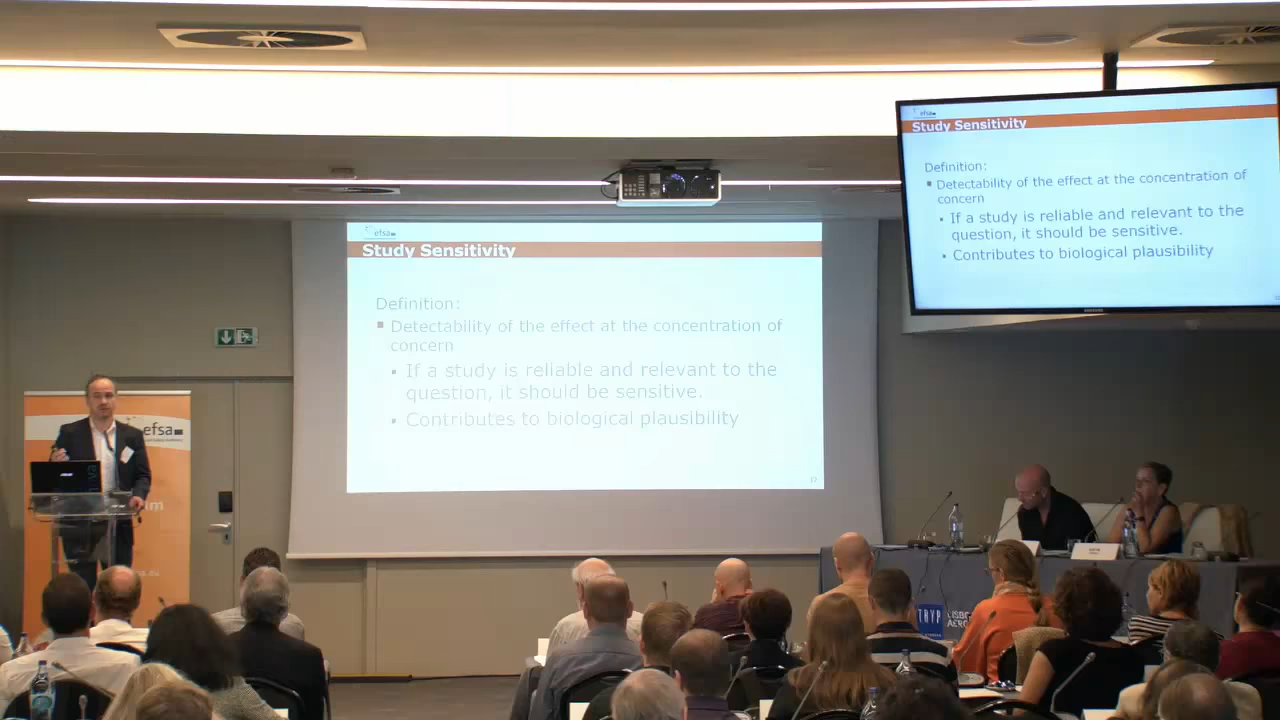 efsa
Study Sensitivity
Definition:
Detectability of the effect at the concentration of
concern
If a study is reliable and relevant to the
question, it should be sensitive.
Contributes to biological plausibility
efsa
Study Sensitivity
Definition:
Detectability of the effect at the concentration of
concern
If a study is reliable and relevant to the
question, it should be sensitive.
Contributes to biological plausibility
efsa
TRYP
LISBO
AERO